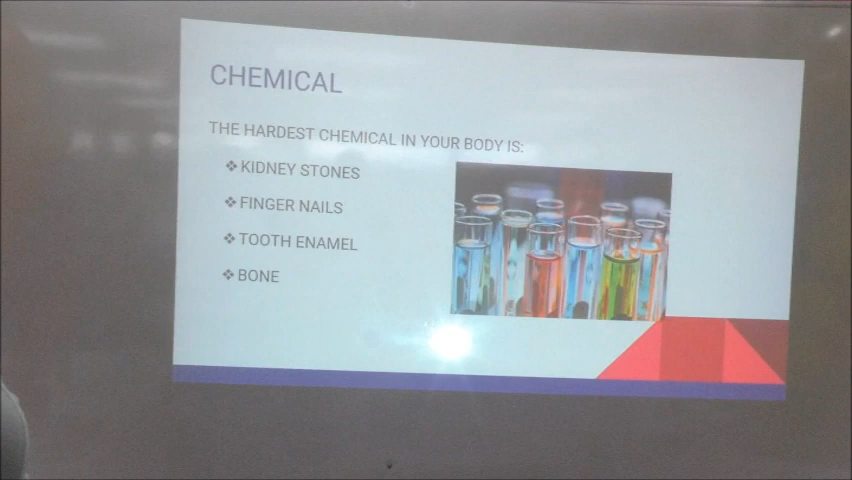 CHEMICAL
THE HARDEST CHEMICAL IN YOUR BODY IS:
❖ KIDNEY STONES
❖ FINGER NAILS
❖ TOOTH ENAMEL
❖ BONE